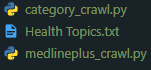 category_crawl.py
Health Topics.txt
medlineplus_crawl.py